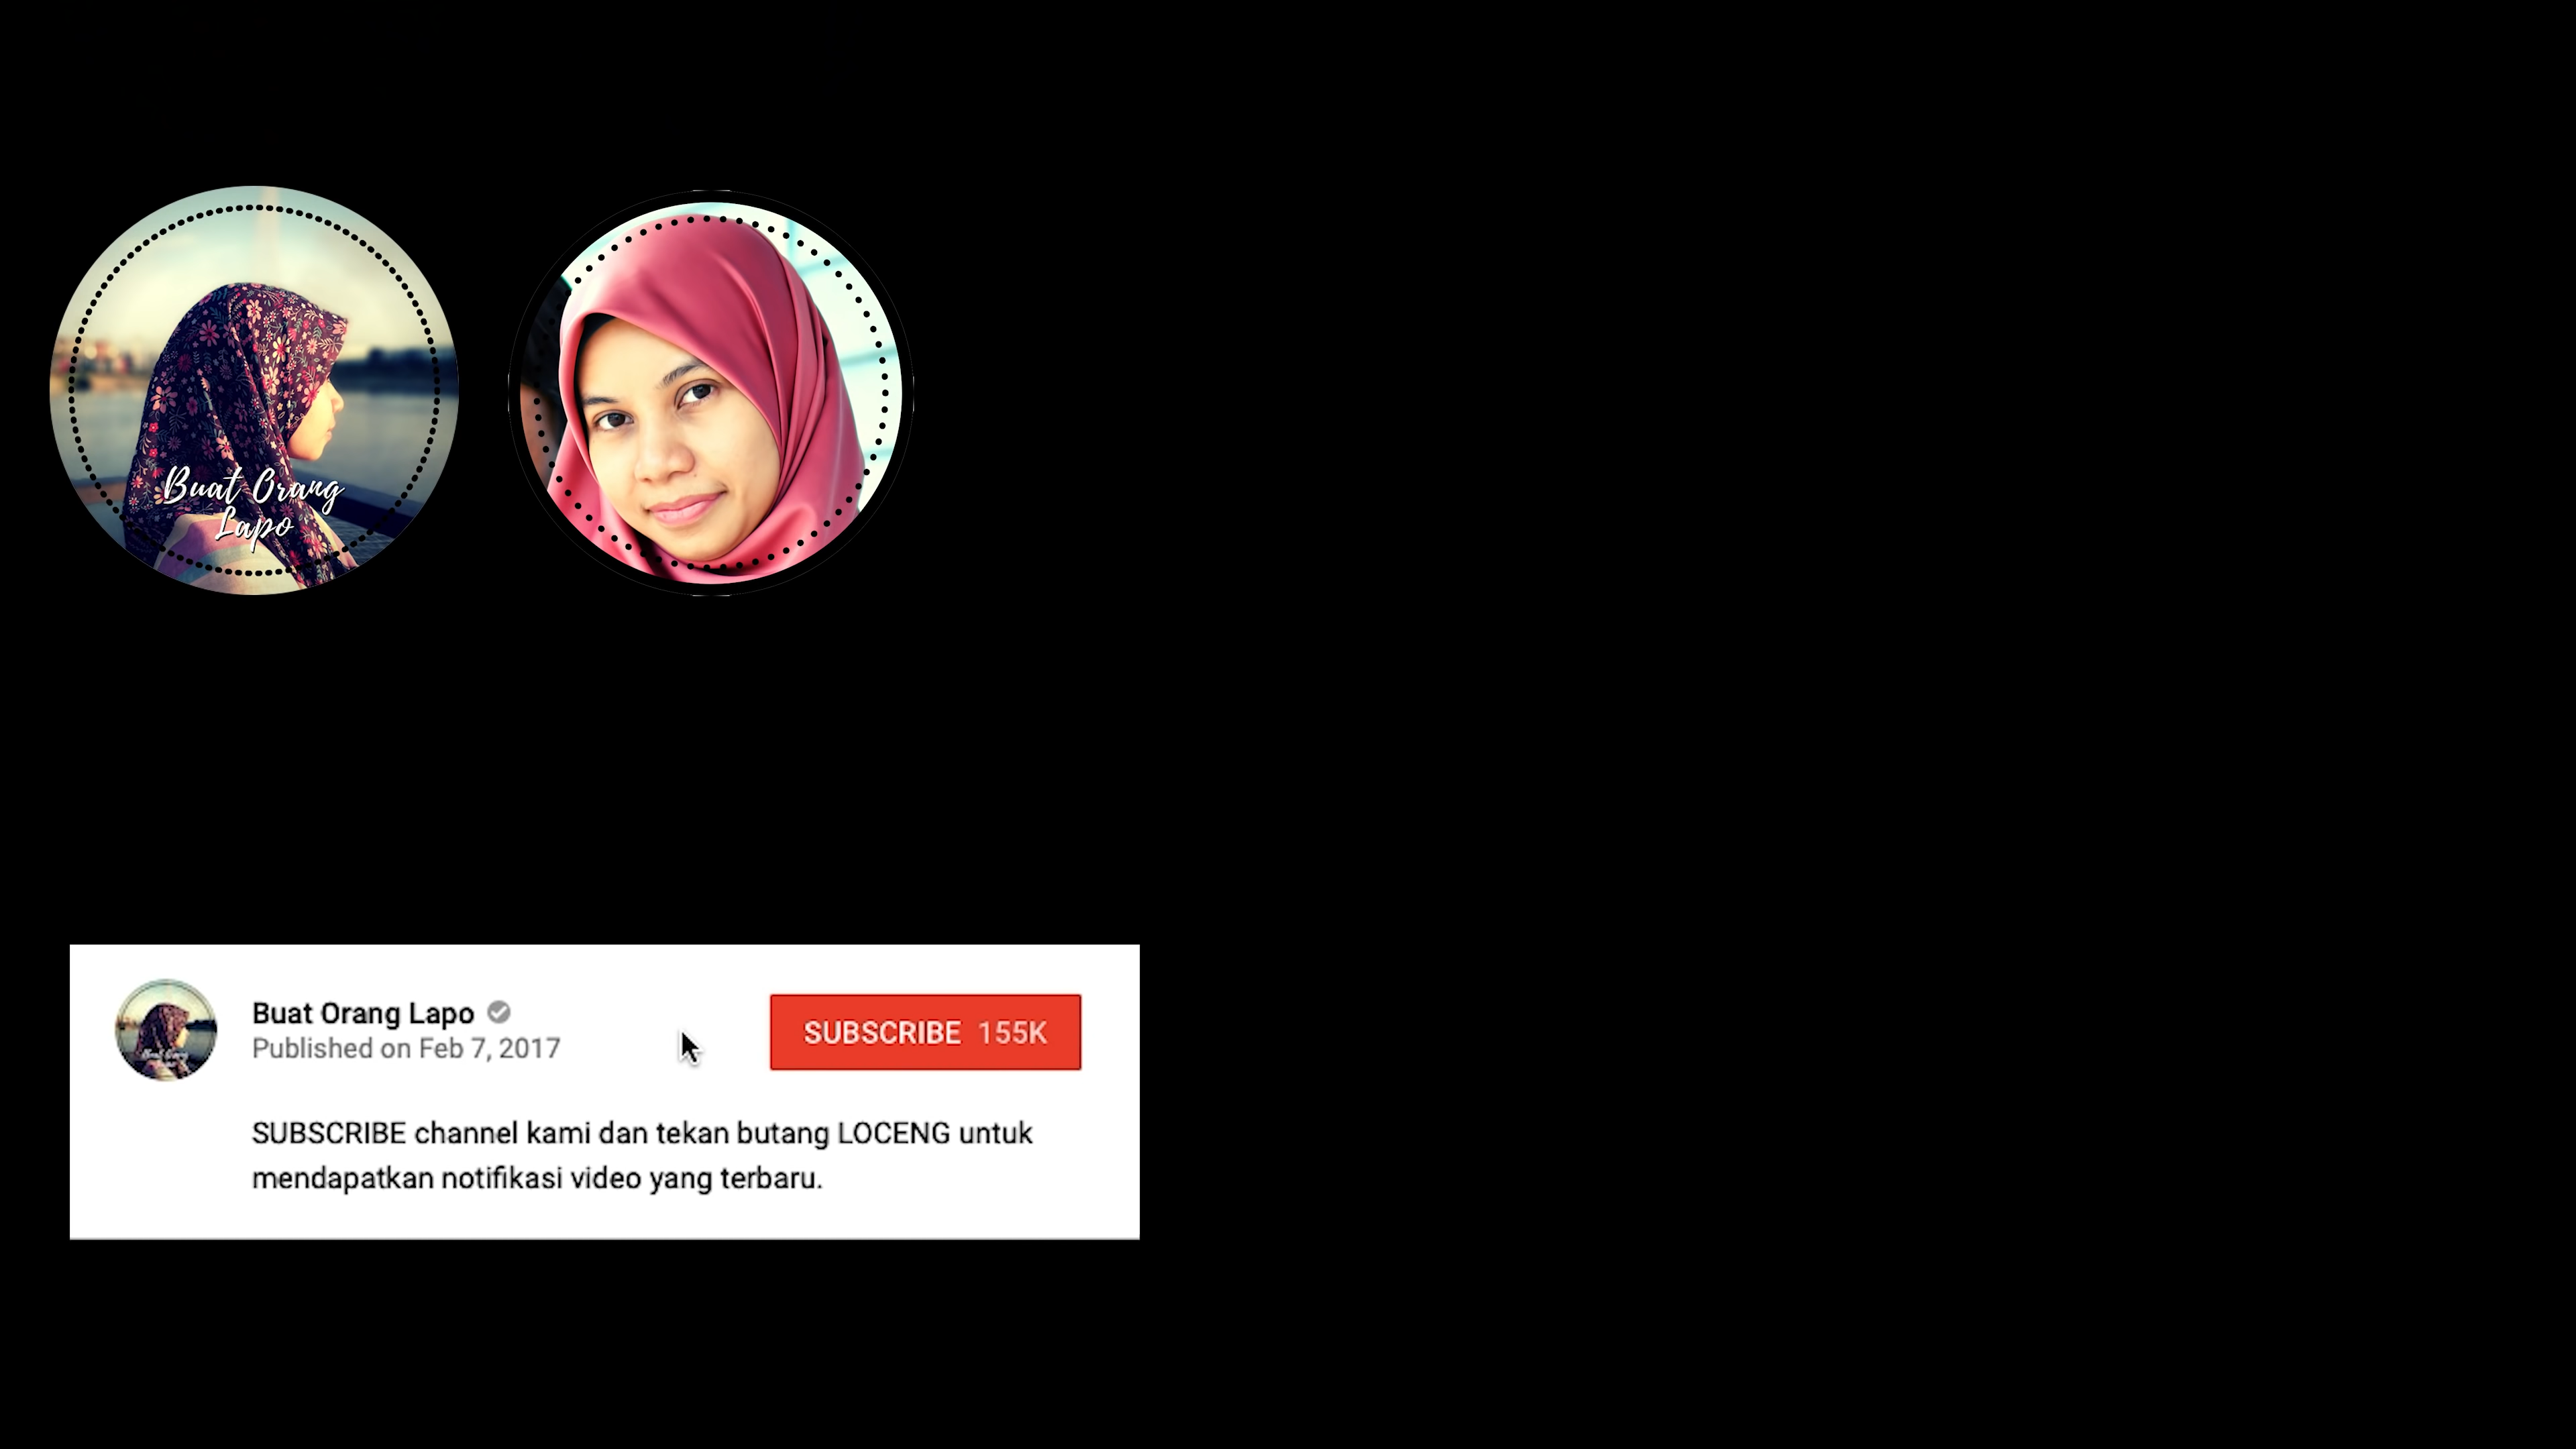 Buat Orang
Lapo
Buat Orang Lapo
Published on Feb 7, 2017
SUBSCRIBE 155K
SUBSCRIBE channel kami dan tekan butang LOCENG untuk
mendapatkan notifikasi video yang terbaru.